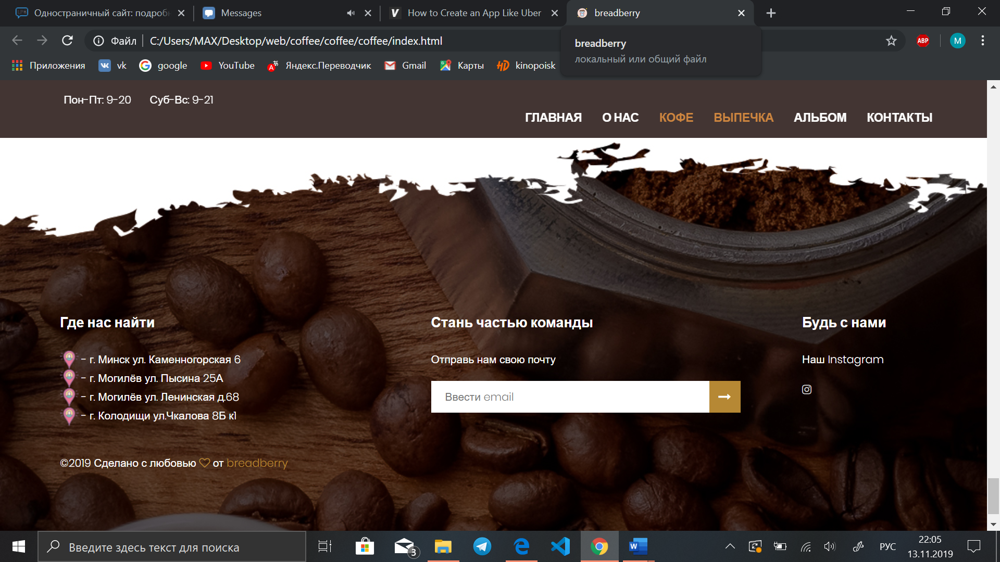 Одностраничный сайт: подробн
Messages
How to Create an App Like Uber
breadberry
Файл
C:/Users/MAX/Desktop/web/coffee/coffee/coffee/index.html
ABP
M
breadberry
локальный или общий файл
Приложения
vk
google
YouTube
Яндекс.Переводчик
Gmail
Карты
kinopoisk
Пон-Пт: 9-20
Суб-Вс: 9-21
ГЛАВНАЯ
О НАС
КОФЕ
ВЫПЕЧКА
АЛЬБОМ
КОНТАКТЫ
Где нас найти
- г. Минск ул. Каменногорская 6
- г. Могилёв ул. Пысина 25А
- г. Могилёв ул. Ленинская д.68
- г. Колодищи ул.Чкалова 8Б к1
Стань частью команды
Отправь нам свою почту
Ввести email
Будь с нами
Наш Instagram
©2019 Сделано с любовью от breadberry
Введите здесь текст для поиска
3
РУС
22:05
13.11.2019